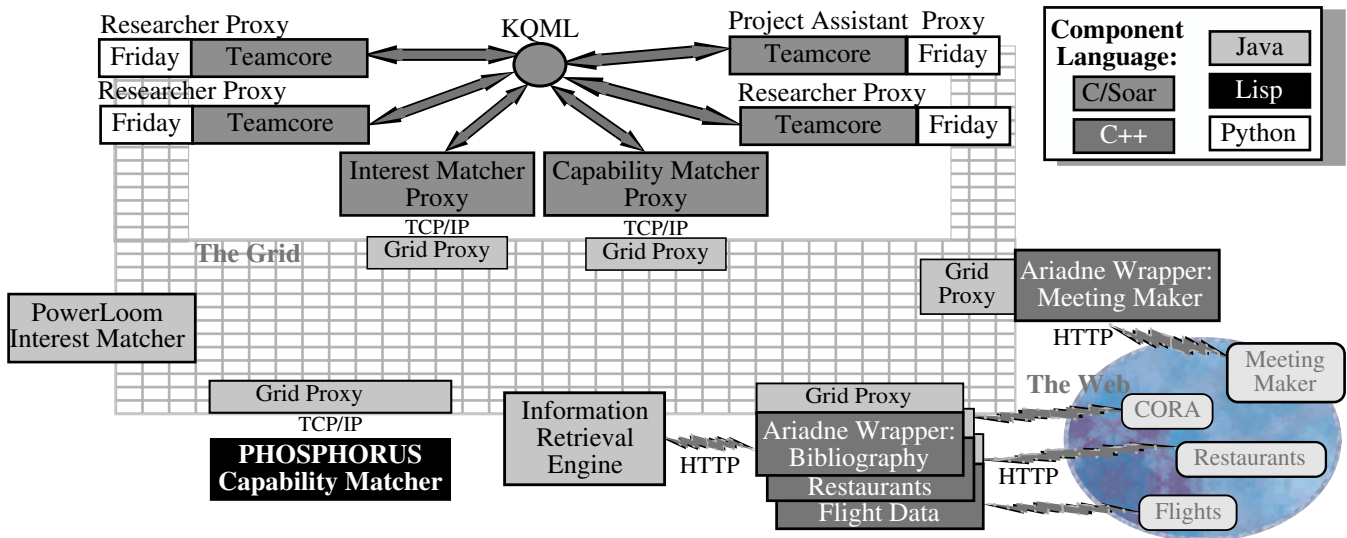 Researcher Proxy
Friday
Teamcore
Researcher Proxy
Friday
Teamcore
KQML
Project Assistant Proxy
Teamcore
Friday
Researcher Proxy
Teamcore
Friday
Component
Language:
C/Soar
C++
Java
Lisp
Python
Interest Matcher
Proxy
Capability Matcher
Proxy
TCP/IP
TCP/IP
Grid Proxy
Grid Proxy
The Grid
Grid
Proxy
Ariadne Wrapper:
Meeting Maker
PowerLoom
Interest Matcher
HTTP
Meeting
Maker
The Web
Grid Proxy
TCP/IP
PHOSPHORUS
Capability Matcher
Information
Retrieval
Engine
HTTP
Grid Proxy
Ariadne Wrapper:
Bibliography
Restaurants
Flight Data
HTTP
CORA
Restaurants
Flights